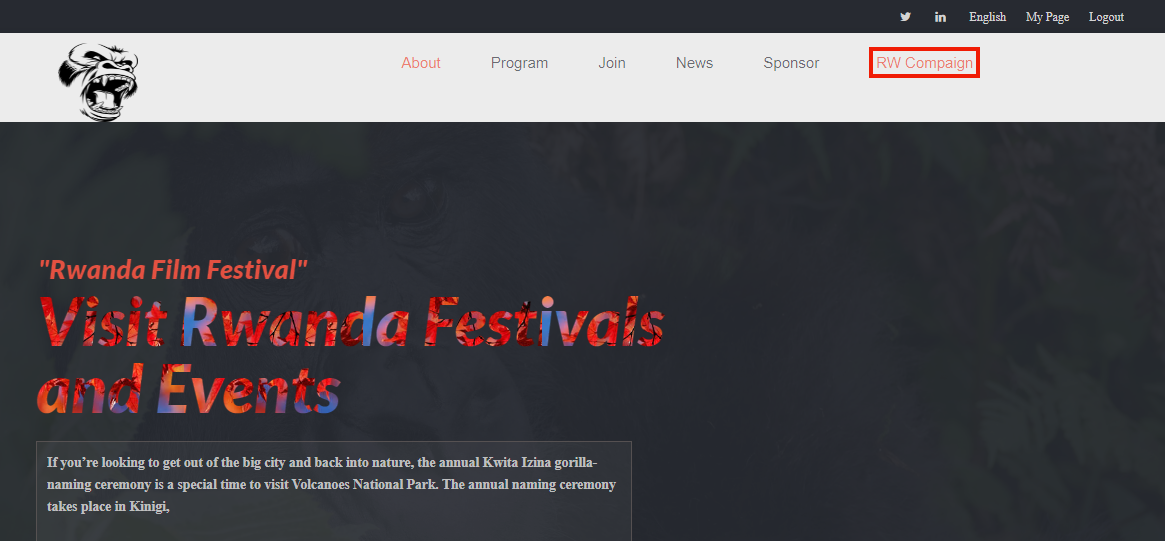 English My Page Logout
About Program Join News Sponsor RW Compaign
"Rwanda Film Festival"
Visit Rwanda Festivals
and Events
If you’re looking to get out of the big city and back into nature, the annual Kwita Izina gorilla-
naming ceremony is a special time to visit Volcanoes National Park. The annual naming ceremony
takes place in Kinigi,